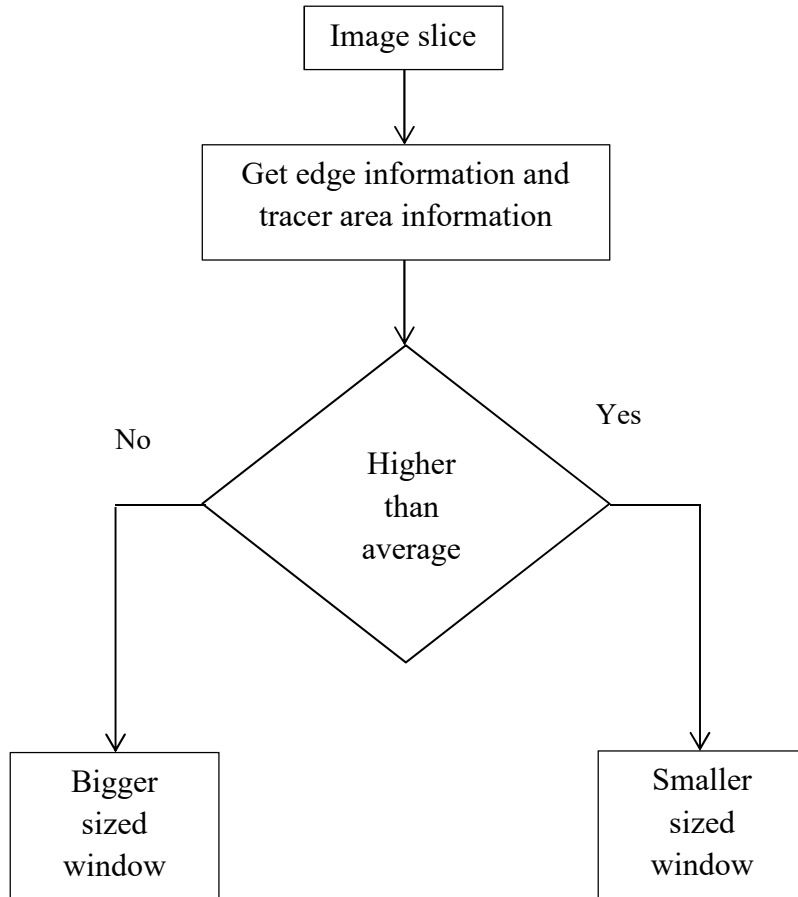 Image slice
Get edge information and
tracer area information
No
Yes
Higher
than
average
Bigger
sized
window
Smaller
sized
window